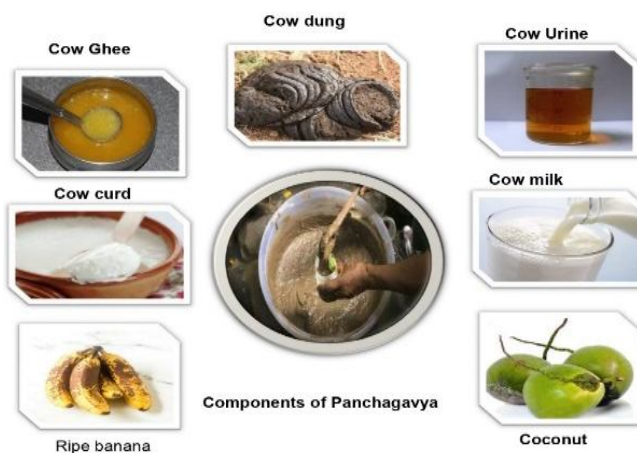 Cow dung
Cow Ghee
Cow Urine
Cow curd
Cow milk
Components of Panchagavya
Ripe banana
Coconut